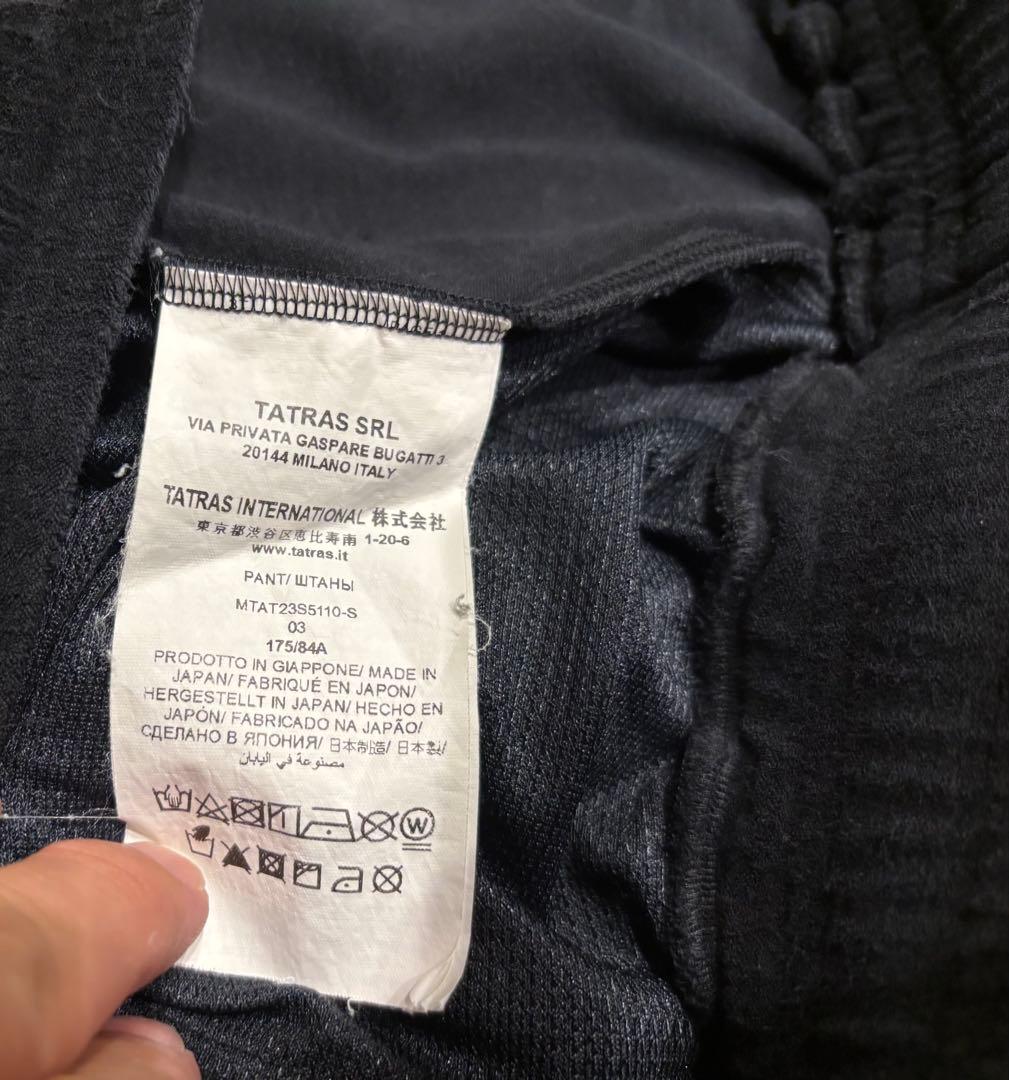 TATRAS SRL
VIA PRIVATA GASPARE BUGATTI 3
20144 MILANO ITALY
TATRAS INTERNATIONAL 株式会社
東京都渋谷区恵比寿南 1-20-6
www.tatras.it
PANT/ ШТАНЫ
MTAT23S5110-S
03
175/84A
PRODOTTO IN GIAPPONE/ MADE IN
JAPAN/ FABRIQUÉ EN JAPON/
HERGESTELLT IN JAPAN/ HECHO EN
JAPÓN/ FABRICADO NA JAPÃO/
СДЕЛАНО В ЯПОНИЯ/ 日本制造/ 日本製/
مصنوعة في اليابان
W